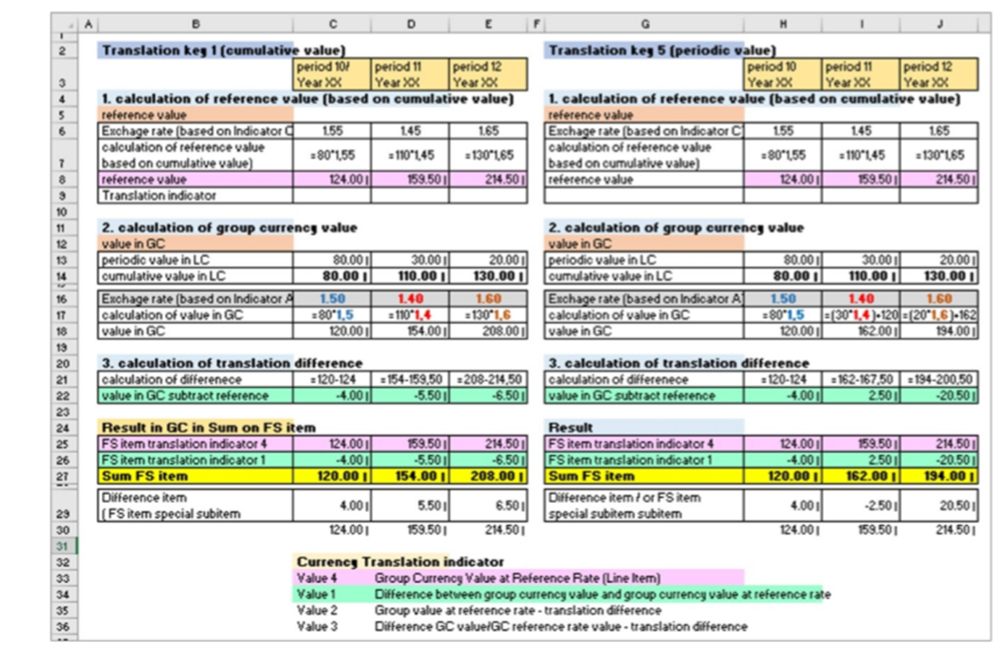 A B C D E F G H I J
1
2 Translation key 1 (cumulative value) Translation key 5 (periodic value)
period 10/ period 11 period 12 period 10 period 11 period 12
3 Year XX Year XX Year XX Year XX Year XX Year XX
4 1. calculation of reference value (based on cumulative value) 1. calculation of reference value (based on cumulative value)
5 reference value reference value
6 Exchage rate (based on Indicator C 1.55 1.45 1.65 Exchage rate (based on Indicator C) 1.55 1.45 1.65
calculation of reference value =80*1,55 =110*1,45 =130*1,65 calculation of reference value =80*1,55 =110*1,45 =130*1,65
7 based on cumulative value) based on cumulative value)
8 reference value 124.00 159.50 214.50 reference value 124.00 159.50 214.50
9 Translation indicator
10
11 2. calculation of group currency value 2. calculation of group currency value
12 value in GC value in GC
13 periodic value in LC 80.00 30.00 20.00 periodic value in LC 80.00 30.00 20.00
14 cumulative value in LC 80.00 110.00 130.00 cumulative value in LC 80.00 110.00 130.00
16 Exchage rate (based on Indicator A 1.50 1.40 1.60 Exchage rate (based on Indicator A) 1.50 1.40 1.60
17 calculation of value in GC =80*1,5 =110*1,4 =130*1,6 calculation of value in GC =80*1,5 =(30*1,4)+120 =(20*1,6)+162
18 value in GC 120.00 154.00 208.00 value in GC 120.00 162.00 194.00
19
20 3. calculation of translation difference 3. calculation of translation difference
21 calculation of differenece =120-124 =154-159,50 =208-214,50 calculation of differenece =120-124 =162-167,50 =194-200,50
22 value in GC subtract reference -4.00 -5.50 -6.50 value in GC subtract reference -4.00 2.50 -20.50
23
24 Result in GC in Sum on FS item Result
25 FS item translation indicator 4 124.00 159.50 214.50 FS item translation indicator 4 124.00 159.50 214.50
26 FS item translation indicator 1 -4.00 -5.50 -6.50 FS item translation indicator 1 -4.00 2.50 -20.50
27 Sum FS item 120.00 154.00 208.00 Sum FS item 120.00 162.00 194.00
Difference item 4.00 5.50 6.50 Difference item / or FS item 4.00 -2.50 20.50
29 ( FS item special subitem special subitem subitem
30 124.00 159.50 214.50 124.00 159.50 214.50
31
32 Currency Translation indicator
33 Value 4 Group Currency Value at Reference Rate (Line Item)
34 Value 1 Difference between group currency value and group currency value at reference rate
35 Value 2 Group value at reference rate - translation difference
36 Value 3 Difference GC value/GC reference rate value - translation difference